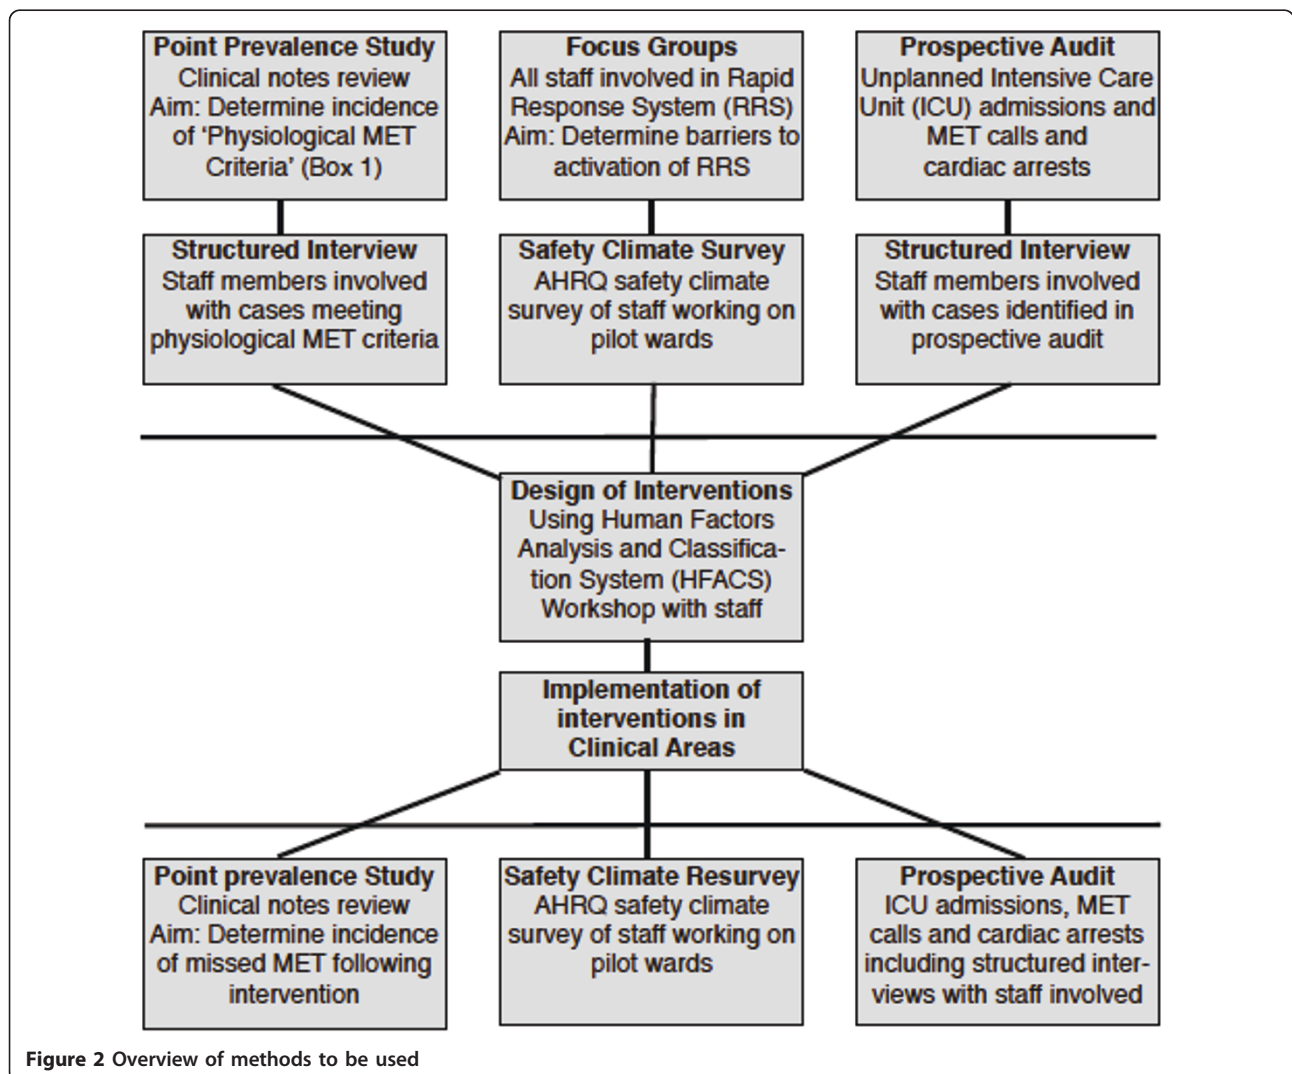 Point Prevalence Study
Clinical notes review
Aim: Determine incidence
of ‘Physiological MET
Criteria’ (Box 1)
Focus Groups
All staff involved in Rapid
Response System (RRS)
Aim: Determine barriers to
activation of RRS
Prospective Audit
Unplanned Intensive Care
Unit (ICU) admissions and
MET calls and
cardiac arrests
Structured Interview
Staff members involved
with cases meeting
physiological MET criteria
Safety Climate Survey
AHRQ safety climate
survey of staff working on
pilot wards
Structured Interview
Staff members involved
with cases identified in
prospective audit
Design of Interventions
Using Human Factors
Analysis and Classifica-
tion System (HFACS)
Workshop with staff
Implementation of
interventions in
Clinical Areas
Point prevalence Study
Clinical notes review
Aim: Determine incidence
of missed MET following
intervention
Safety Climate Resurvey
AHRQ safety climate
survey of staff working on
pilot wards
Prospective Audit
ICU admissions, MET
calls and cardiac arrests
including structured inter-
views with staff involved
Figure 2 Overview of methods to be used